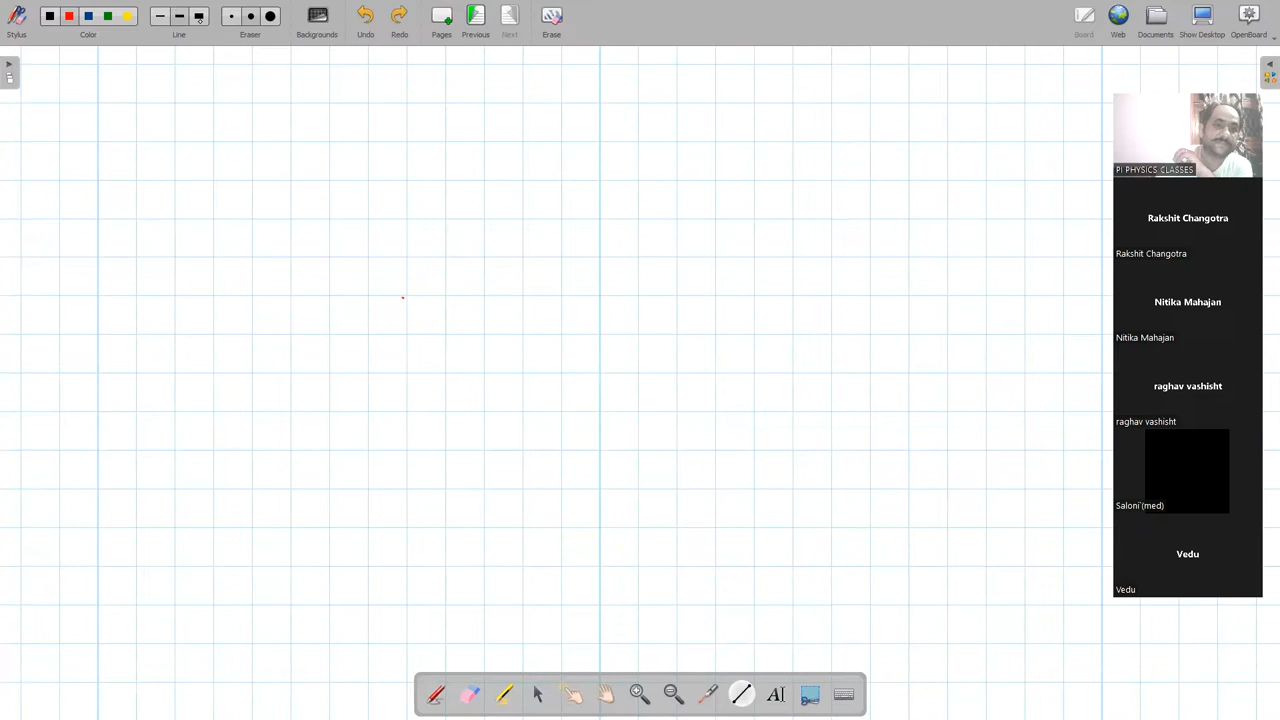 Stylus
Color
Line
Eraser
Backgrounds
Undo
Redo
Pages
Previous
Next
Erase
Board
Web
Documents
Show Desktop
OpenBoard
PI PHYSICS CLASSES
Rakshit Changotra
Rakshit Changotra
Nitika Mahajan
Nitika Mahajan
raghav vashisht
raghav vashisht
Saloni (med)
Vedu
Vedu
AI